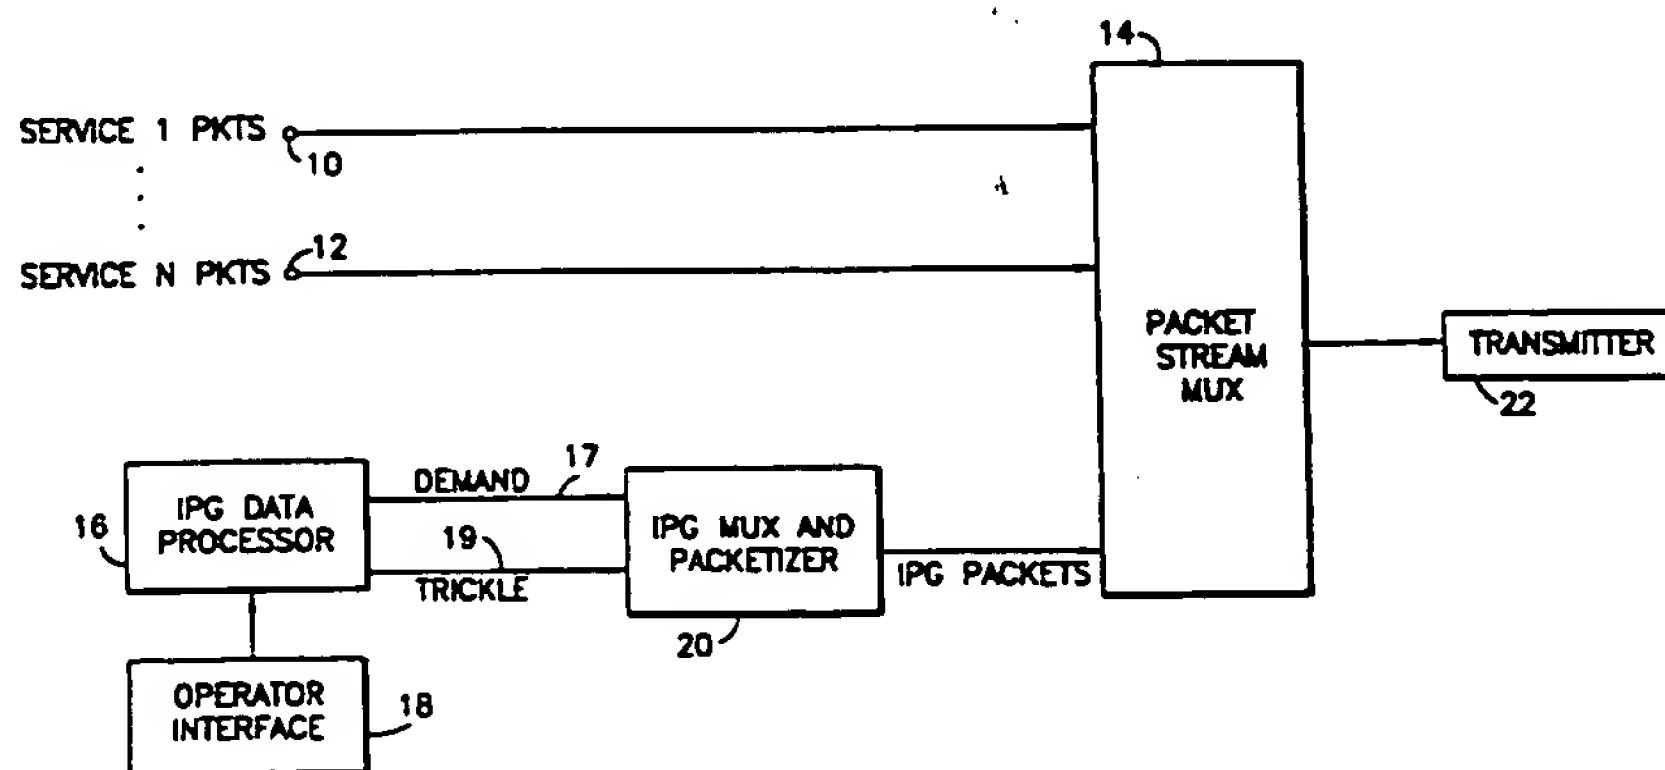 14
SERVICE 1 PKTS
10
12
SERVICE N PKTS
PACKET
STREAM
MUX
TRANSMITTER
22
DEMAND
17
IPG DATA
PROCESSOR
16
19
TRICKLE
IPG MUX AND
PACKETIZER
20
IPG PACKETS
OPERATOR
INTERFACE
18